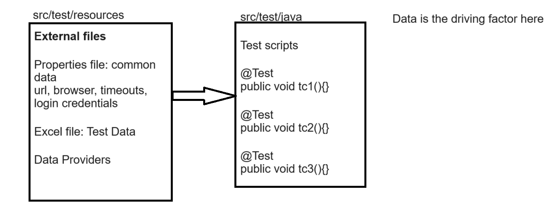 src/test/resources
External files
Properties file: common
data
url, browser, timeouts,
login credentials
Excel file: Test Data
Data Providers
src/test/java
Test scripts
@Test
public void tc1(){}
@Test
public void tc2(){}
@Test
public void tc3(){}
Data is the driving factor here